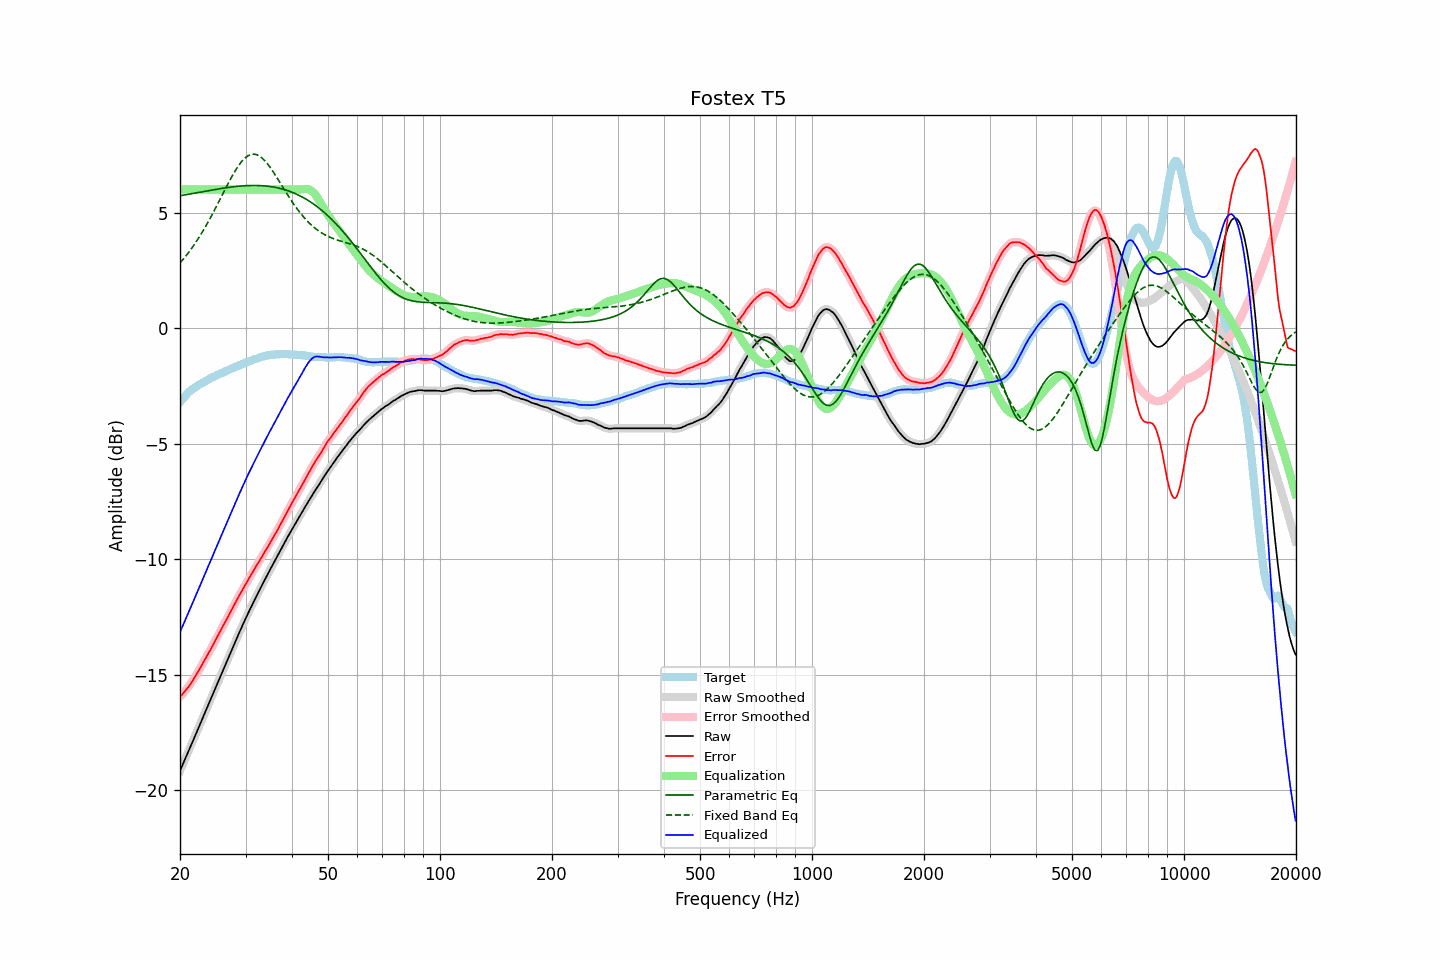 Fostex T5
Amplitude (dBr)
5
0
−5
−10
−15
−20
Target
Raw Smoothed
Error Smoothed
Raw
Error
Equalization
Parametric Eq
Fixed Band Eq
Equalized
20 50 100 200 500 1000 2000 5000 10000 20000
Frequency (Hz)